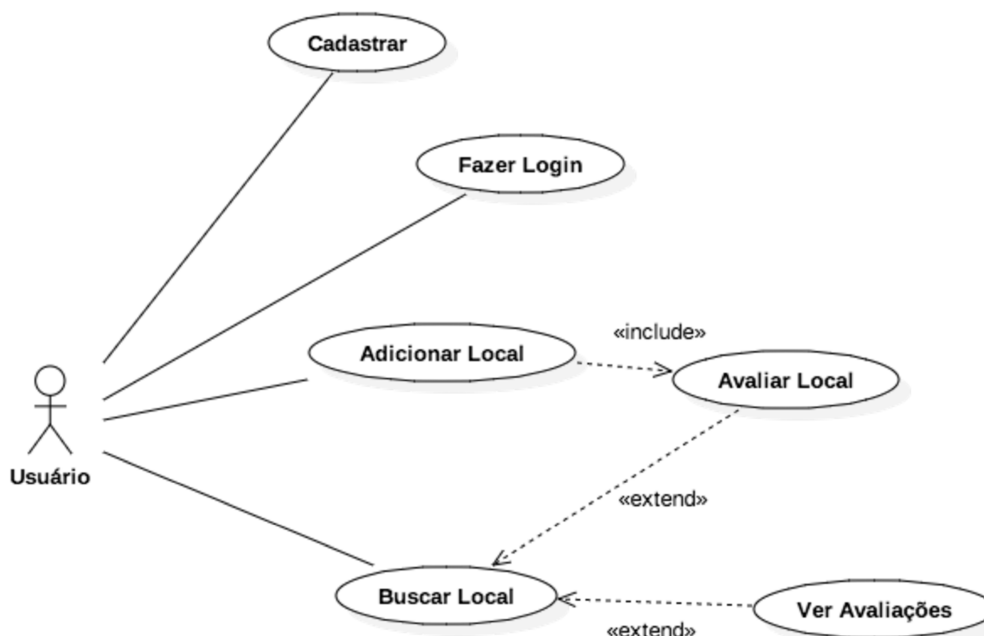 Cadastrar
Fazer Login
«include»
Adicionar Local
Avaliar Local
Usuário
«extend»
Buscar Local
Ver Avaliações
«extend»